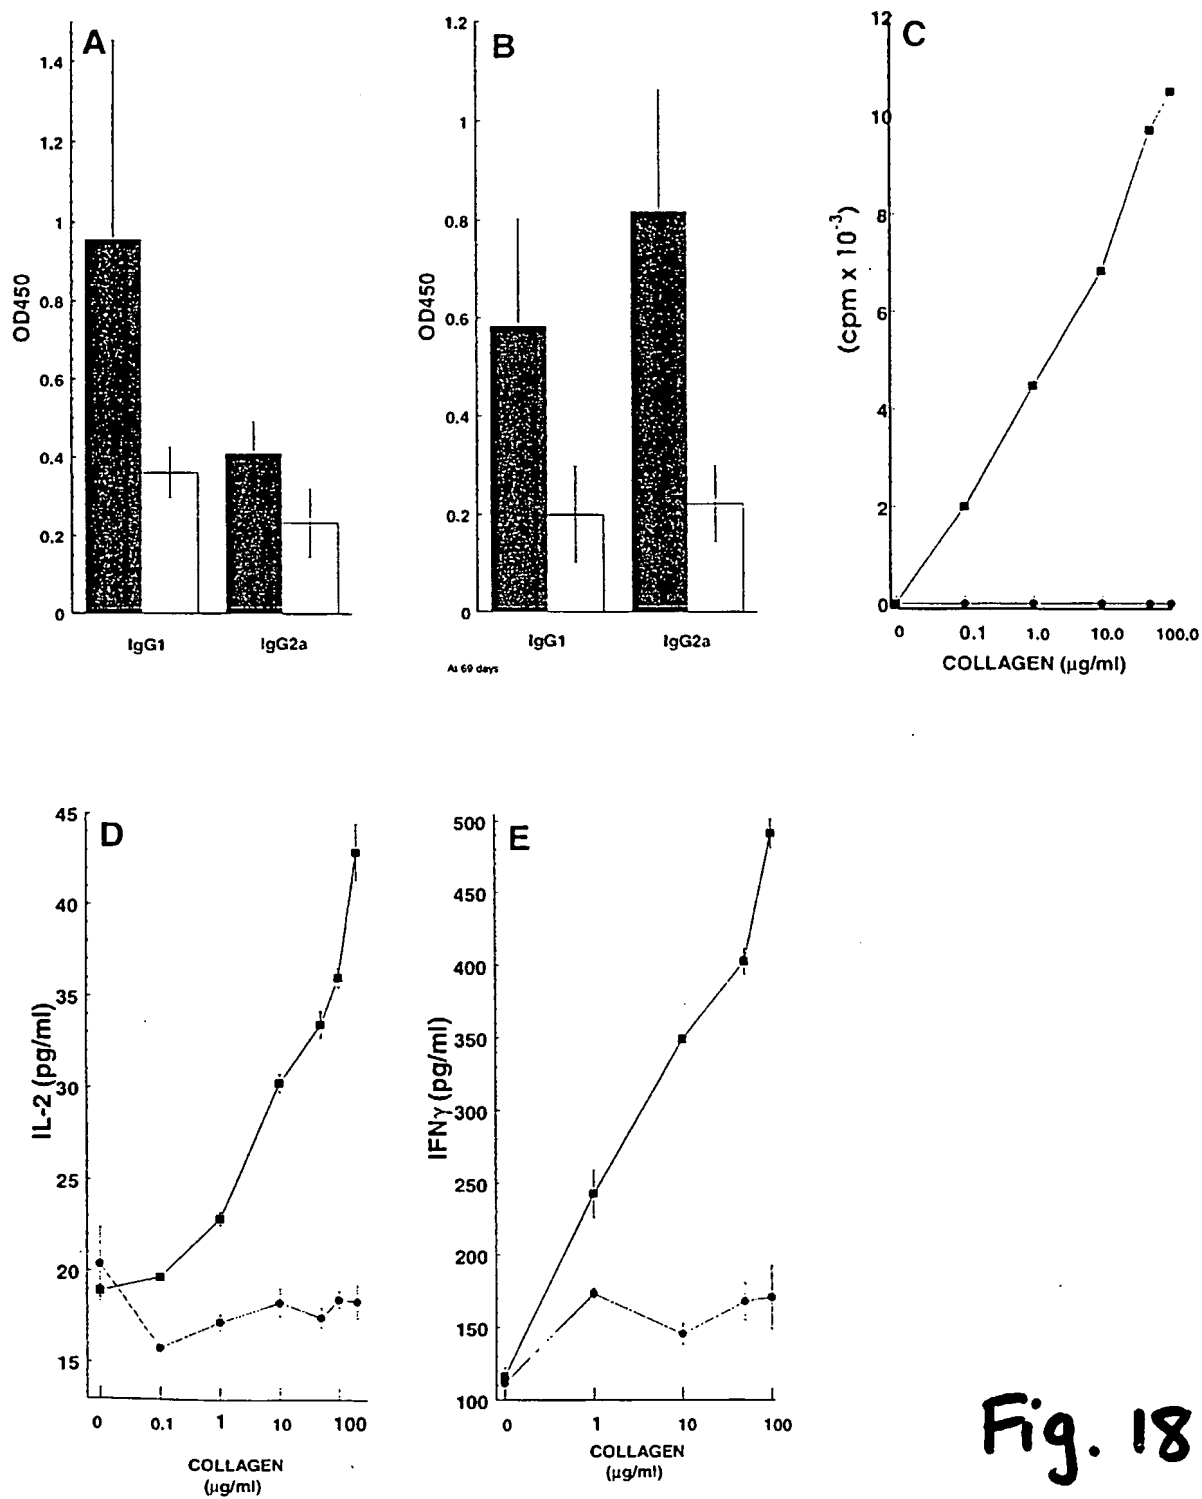 A
1.4
1.2
1
0.8
0.6
0.4
0.2
0
OD450
IgG1 IgG2a
B
1.2
1
0.8
0.6
0.4
0.2
0
OD450
IgG1 IgG2a
At 69 days
C
12
10
8
6
4
2
0
(cpm x 10-3)
0 0.1 1.0 10.0 100.0
COLLAGEN (μg/ml)
D
45
40
35
30
25
20
15
IL-2 (pg/ml)
0 0.1 1 10 100
COLLAGEN
(μg/ml)
E
500
450
400
350
300
250
200
150
100
IFNγ (pg/ml)
0 1 10 100
COLLAGEN
(μg/ml)
Fig. 18